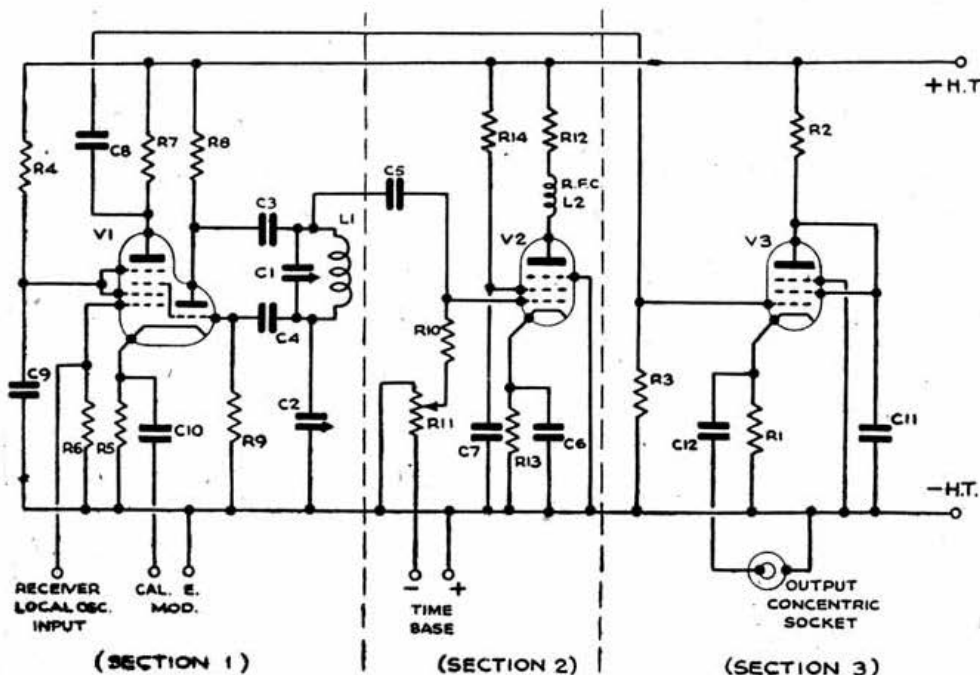 + H.T.
C8
R7
R8
R14
R12
R2
R4
C5
R.F.C.
L2
C3
L1
V1
V2
V3
C1
C4
R10
C9
R3
R11
C2
C11
R6
R5
C10
R9
C7
R13
C6
C12
R1
- H.T.
RECEIVER
LOCAL OSC.
INPUT
CAL. E.
MOD.
- +
TIME
BASE
OUTPUT
CONCENTRIC
SOCKET
(SECTION 1)
(SECTION 2)
(SECTION 3)